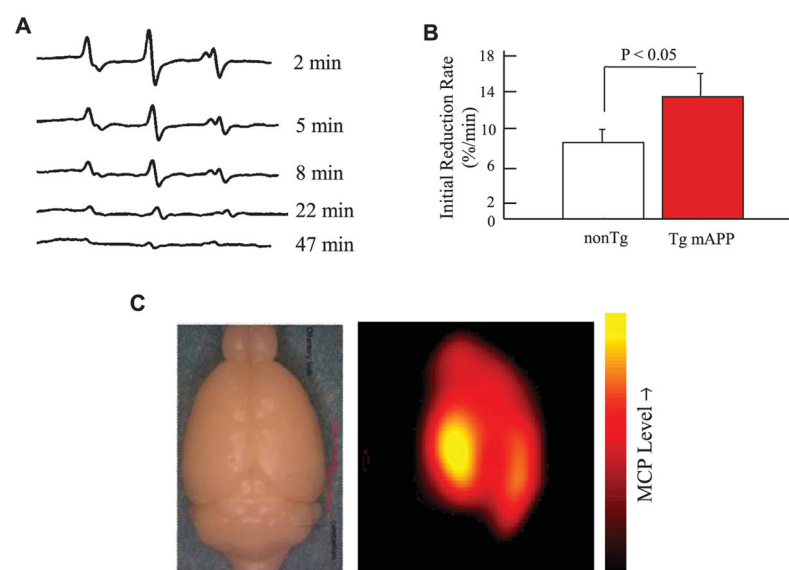 A
2 min
5 min
8 min
22 min
47 min
B
Initial Reduction Rate
(%/min)
18
14
10
6
2
0
P < 0.05
nonTg
Tg mAPP
C
MCP Level →